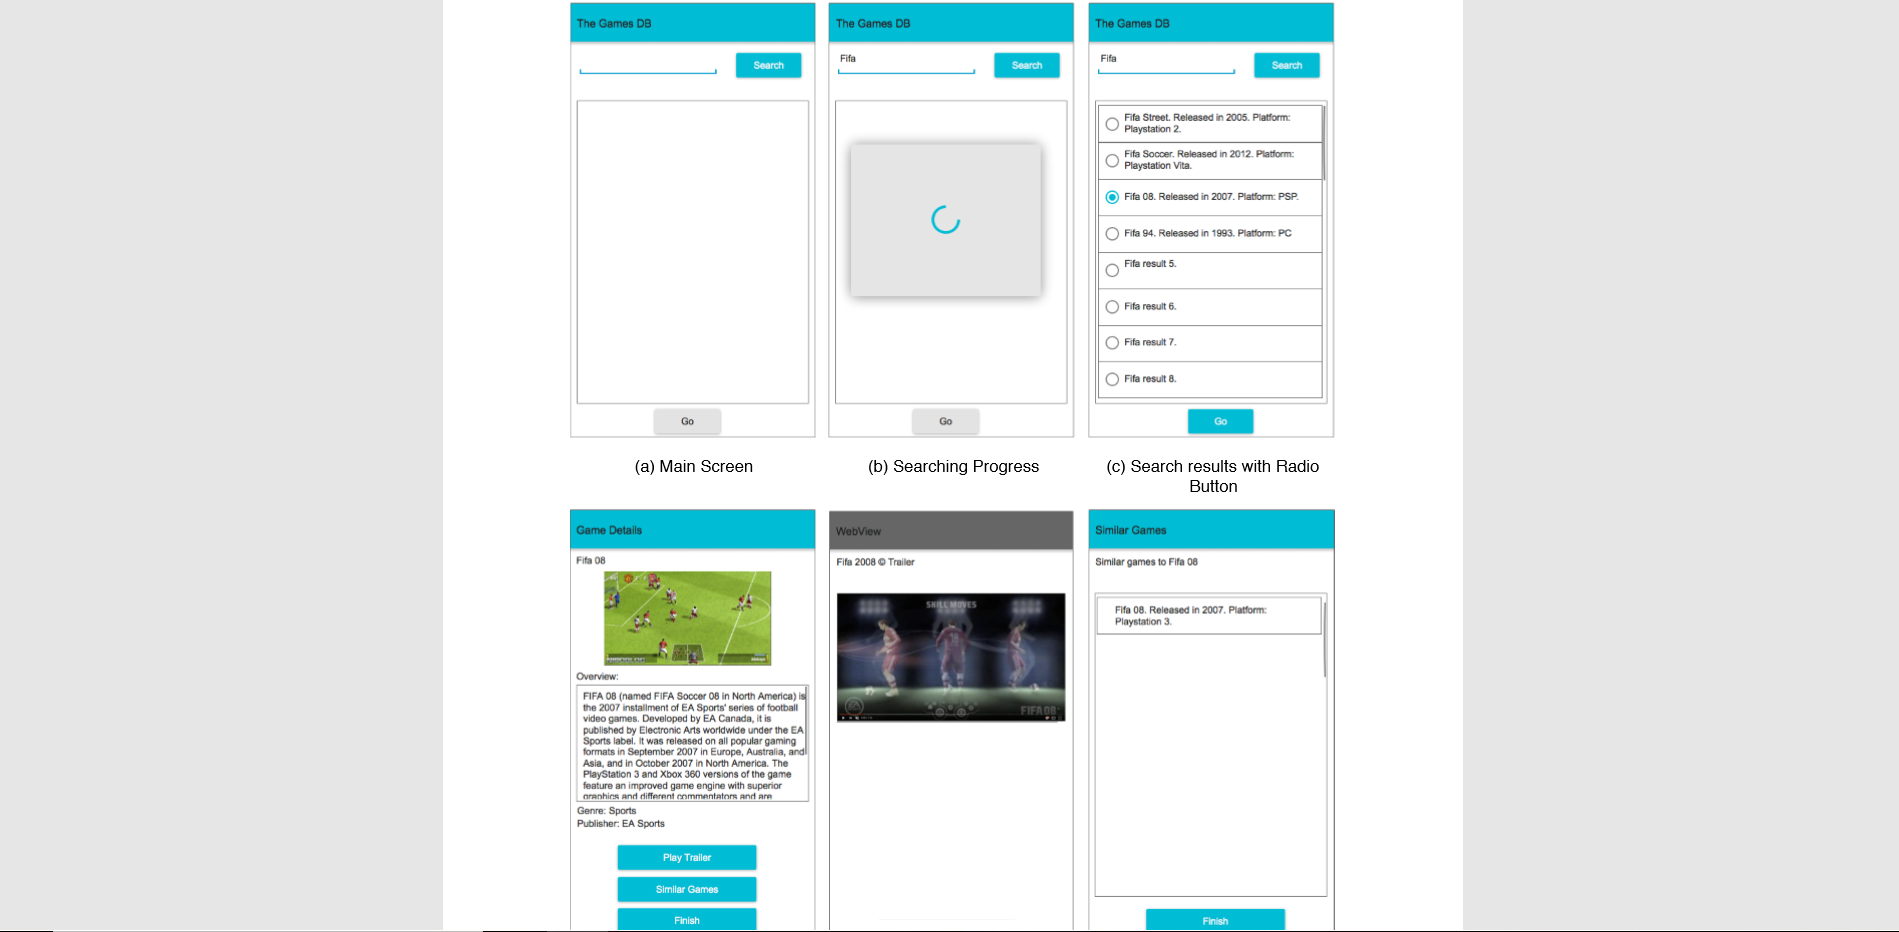 The Games DB
Search
Go
(a) Main Screen
The Games DB
Fifa
Search
Go
(b) Searching Progress
The Games DB
Fifa
Search
Fifa Street. Released in 2005. Platform:
Playstation 2.
Fifa Soccer. Released in 2012. Platform:
Playstation Vita.
Fifa 08. Released in 2007. Platform: PSP.
Fifa 94. Released in 1993. Platform: PC
Fifa result 5.
Fifa result 6.
Fifa result 7.
Fifa result 8.
Go
(c) Search results with Radio
Button
Game Details
Fifa 08
Overview:
FIFA 08 (named FIFA Soccer 08 in North America) is
the 2007 installment of EA Sports' series of football
video games. Developed by EA Canada, it is
published by Electronic Arts worldwide under the EA
Sports label. It was released on all popular gaming
formats in September 2007 in Europe, Australia, and
Asia, and in October 2007 in North America. The
PlayStation 3 and Xbox 360 versions of the game
feature an improved game engine with superior
graphics and different commentators and are
Genre: Sports
Publisher: EA Sports
Play Trailer
Similar Games
Finish
WebView
Fifa 2008 © Trailer
SKILL MOVES
FIFA 08
Similar Games
Similar games to Fifa 08
Fifa 08. Released in 2007. Platform:
Playstation 3.
Finish